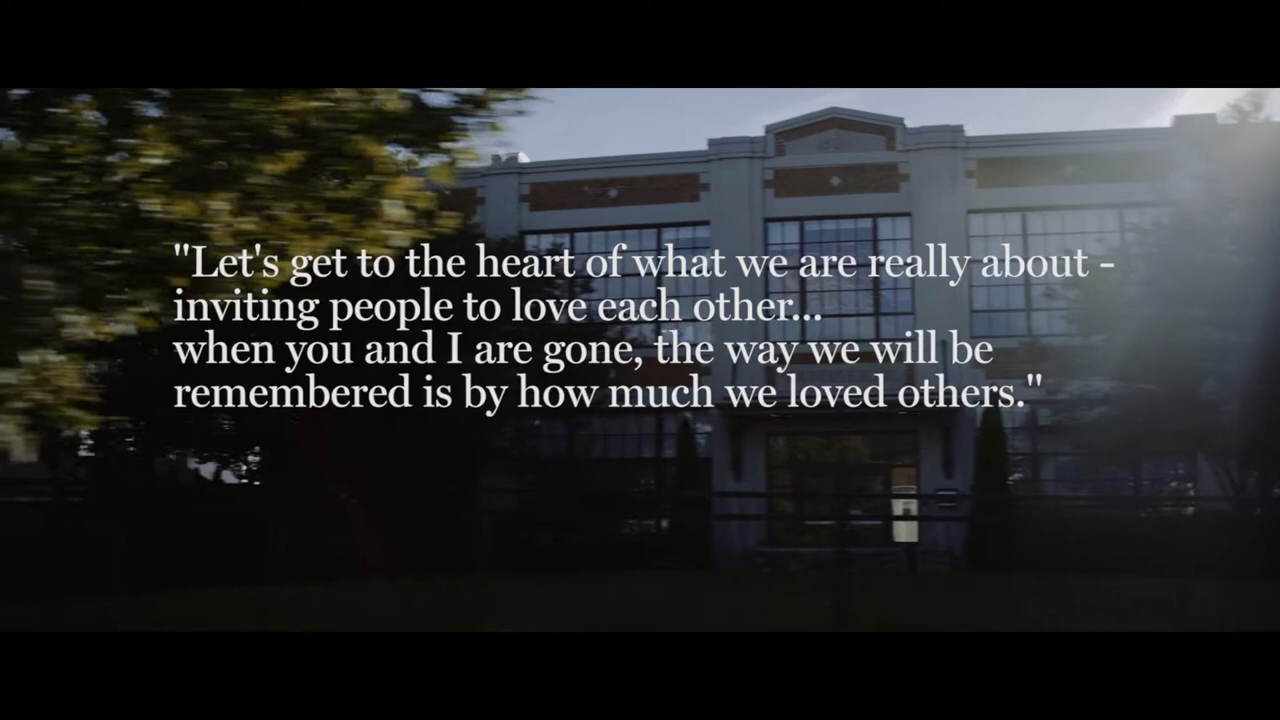 "Let's get to the heart of what we are really about -
inviting people to love each other...
when you and I are gone, the way we will be
remembered is by how much we loved others."